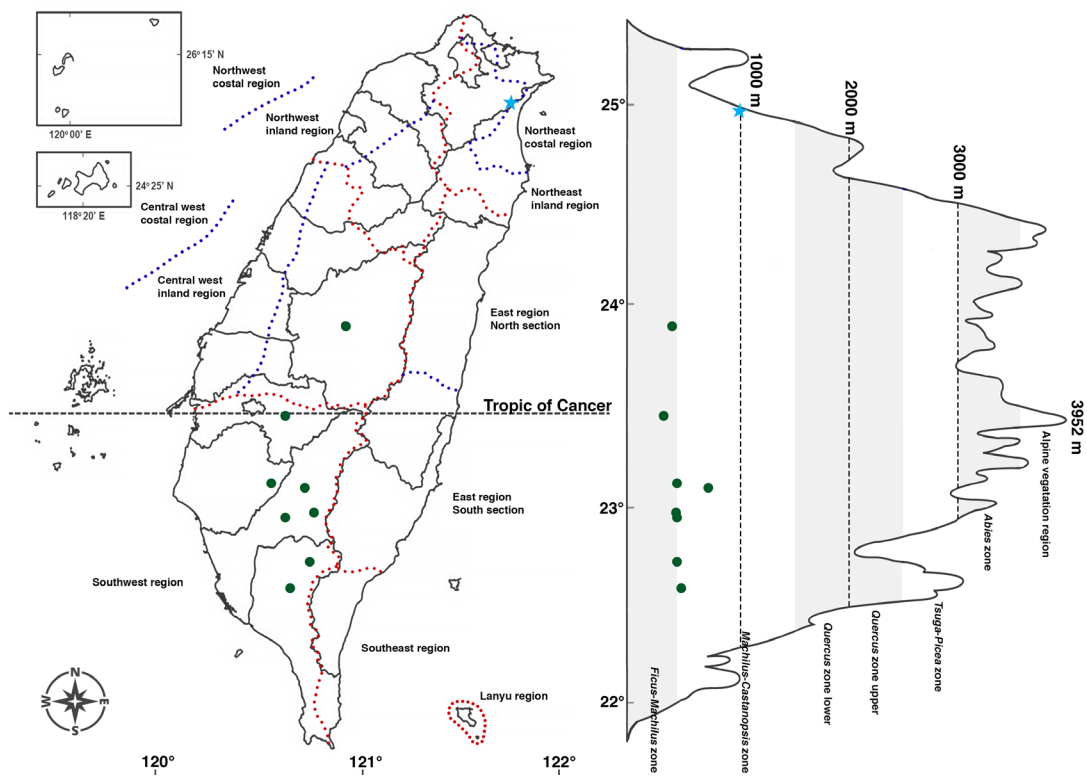 26°15' N
120°00' E
24°25' N
118°20' E
Northwest
costal region
Northwest
inland region
Northeast
costal region
Northeast
inland region
Central west
costal region
Central west
inland region
East region
North section
Tropic of Cancer
East region
South section
Southwest region
Southeast region
Lanyu region
N
E
S
W
120°
121°
122°
25°
24°
23°
22°
1000 m
2000 m
3000 m
3952 m
Ficus-Machilus zone
Machilus-Castanopsis zone
Quercus zone lower
Quercus zone upper
Tsuga-Picea zone
Abies zone
Alpine vegatation region